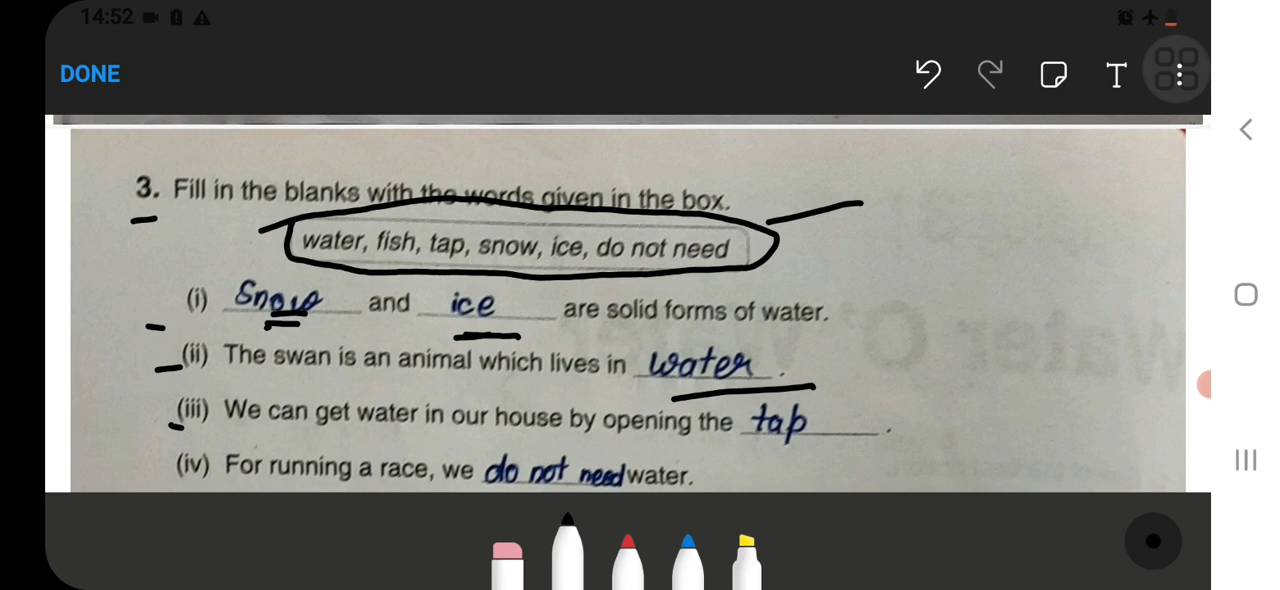 14:52
DONE
T
3. Fill in the blanks with the words given in the box.
water, fish, tap, snow, ice, do not need
(i) Snow and ice are solid forms of water.
(ii) The swan is an animal which lives in water.
(iii) We can get water in our house by opening the tap.
(iv) For running a race, we do not need water.